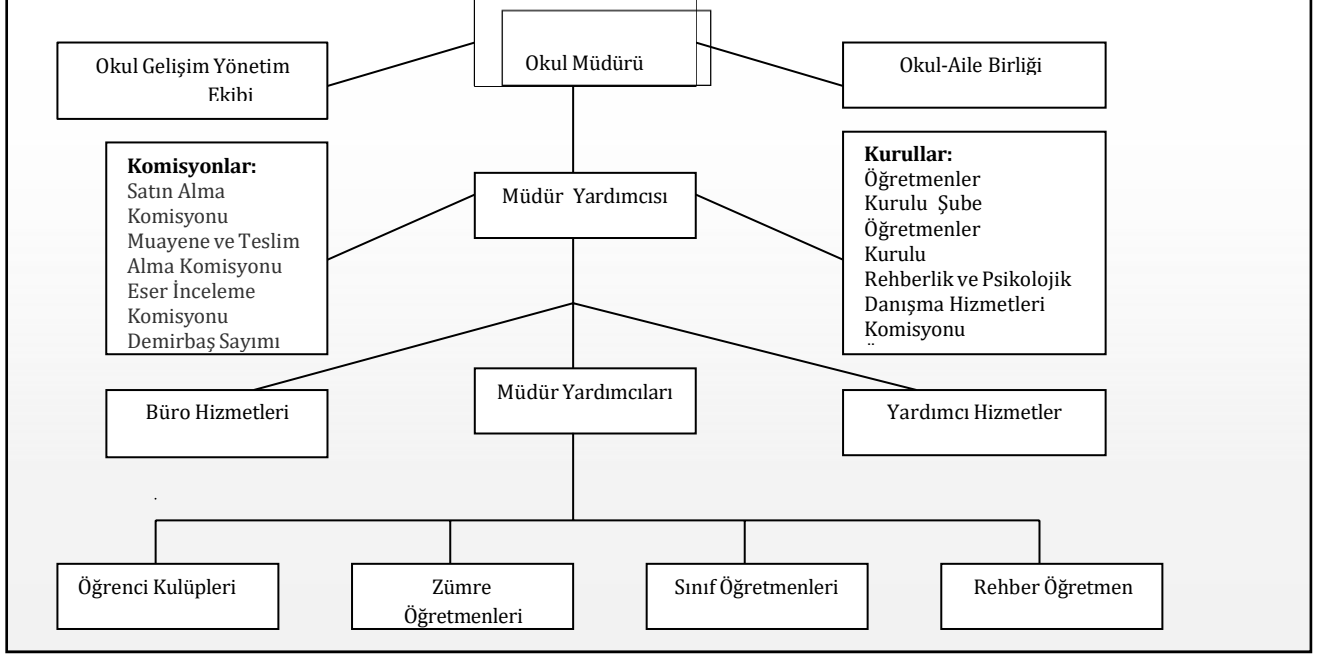 Okul Müdürü
Okul Gelişim Yönetim
Ekibi
Okul-Aile Birliği
Komisyonlar:
Satın Alma
Komisyonu
Muayene ve Teslim
Alma Komisyonu
Eser İnceleme
Komisyonu
Demirbaş Sayımı
Müdür Yardımcısı
Kurullar:
Öğretmenler
Kurulu Şube
Öğretmenler
Kurulu
Rehberlik ve Psikolojik
Danışma Hizmetleri
Komisyonu
Büro Hizmetleri
Müdür Yardımcıları
Yardımcı Hizmetler
Öğrenci Kulüpleri
Zümre
Öğretmenleri
Sınıf Öğretmenleri
Rehber Öğretmen